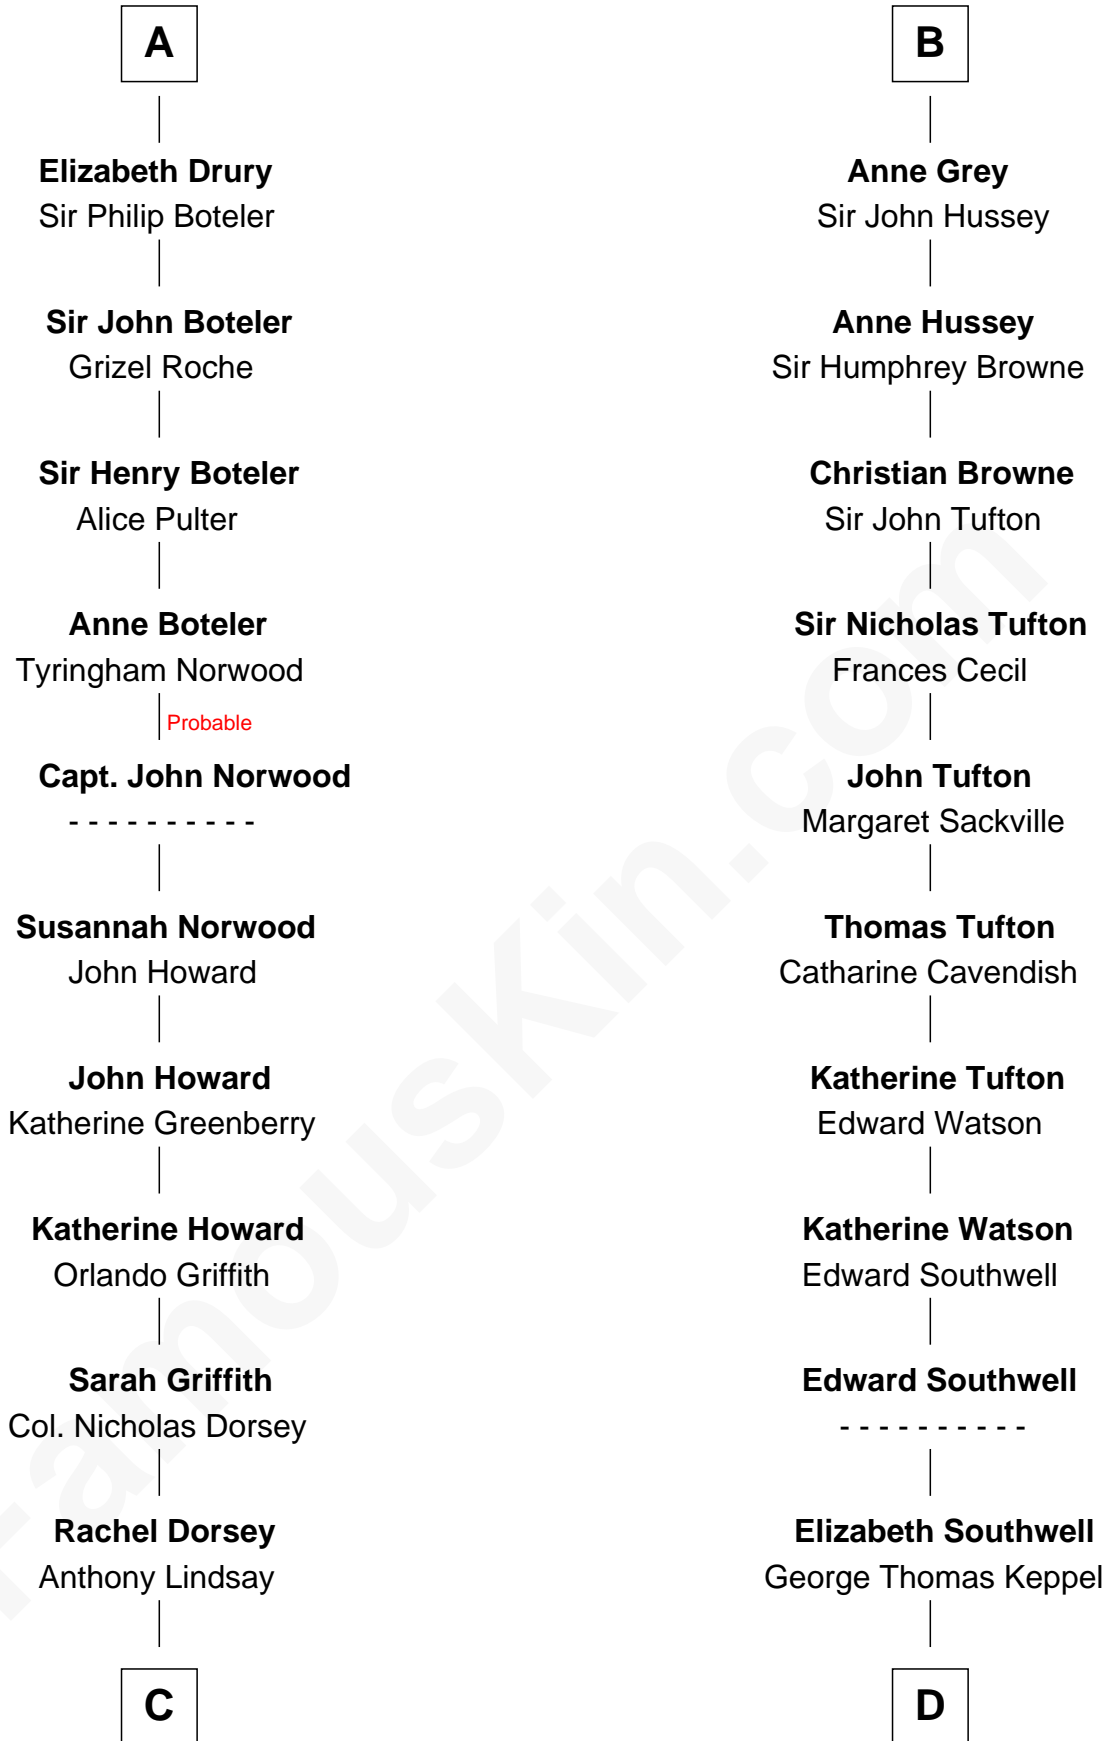 A
Elizabeth Drury
Sir Philip Boteler
Sir John Boteler
Grizel Roche
Sir Henry Boteler
Alice Pulter
Anne Boteler
Tyringham Norwood
Probable
Capt. John Norwood
- - - - - - - - - -
Susannah Norwood
John Howard
John Howard
Katherine Greenberry
Katherine Howard
Orlando Griffith
Sarah Griffith
Col. Nicholas Dorsey
Rachel Dorsey
Anthony Lindsay
C
B
Anne Grey
Sir John Hussey
Anne Hussey
Sir Humphrey Browne
Christian Browne
Sir John Tufton
Sir Nicholas Tufton
Frances Cecil
John Tufton
Margaret Sackville
Thomas Tufton
Catharine Cavendish
Katherine Tufton
Edward Watson
Katherine Watson
Edward Southwell
Edward Southwell
- - - - - - - - - -
Elizabeth Southwell
George Thomas Keppel
D
FamousKin.com